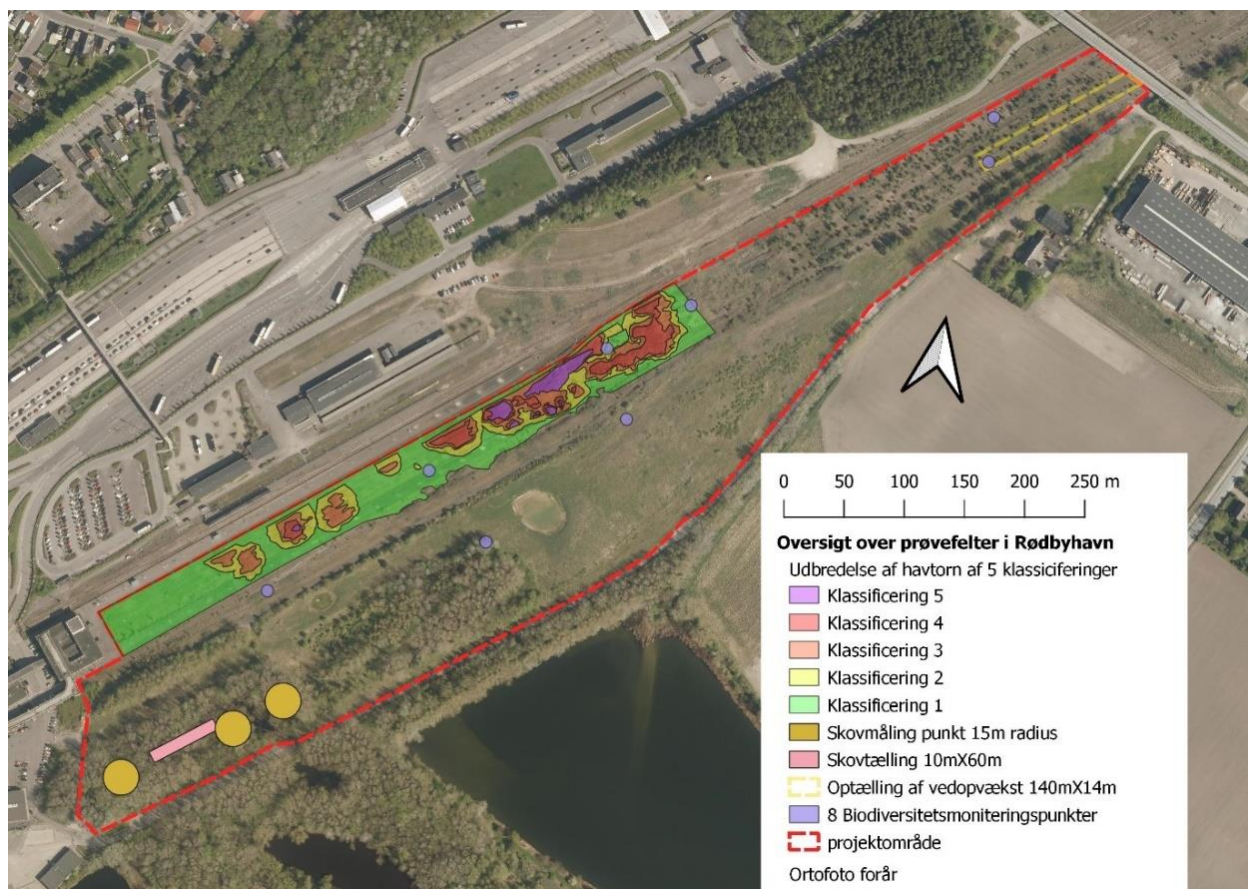 0 50 100 150 200 250 m
Oversigt over prøvefelter i Rødbyhavn
Udbredelse af havtorn af 5 klassiciferinger
Klassificering 5
Klassificering 4
Klassificering 3
Klassificering 2
Klassificering 1
Skovmåling punkt 15m radius
Skovtælling 10mX60m
Optælling af vedopvækst 140mX14m
8 Biodiversitetsmoniteringspunkter
projektområde
Ortofoto forår